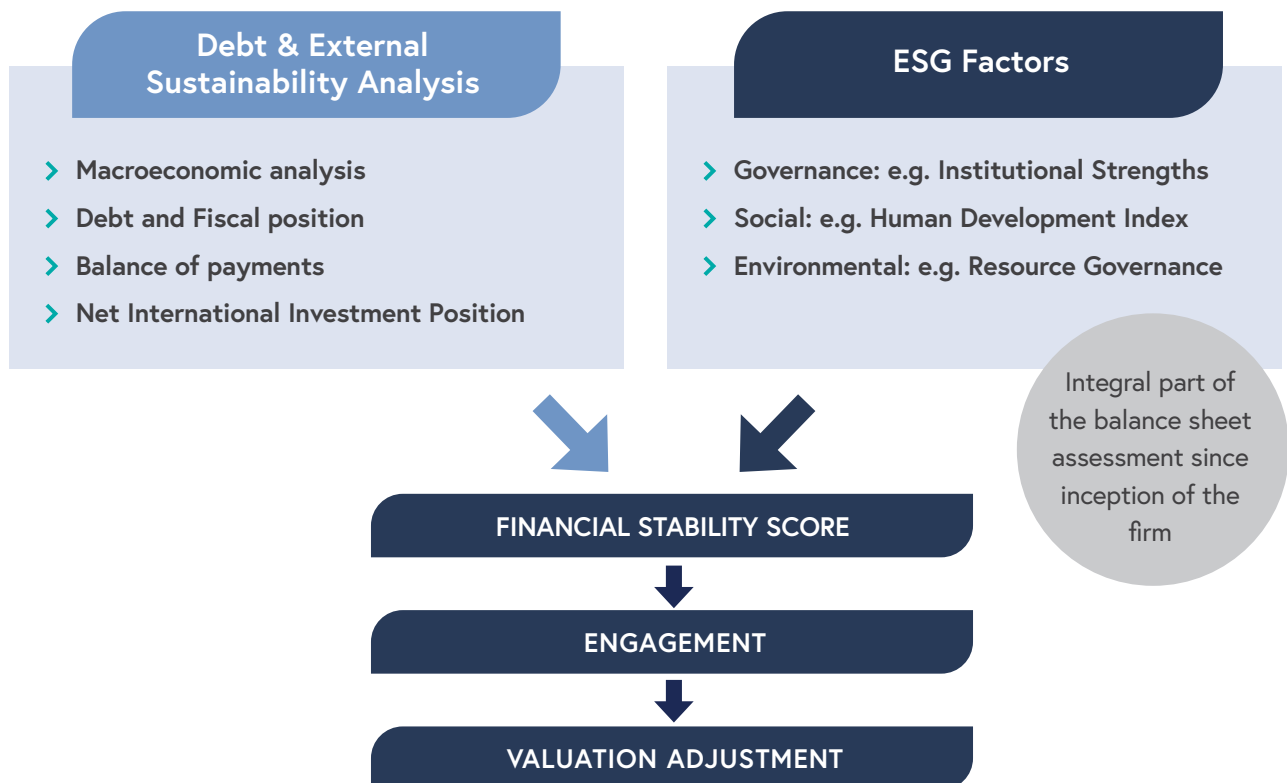 Debt & External
Sustainability Analysis
Macroeconomic analysis
Debt and Fiscal position
Balance of payments
Net International Investment Position
ESG Factors
Governance: e.g. Institutional Strengths
Social: e.g. Human Development Index
Environmental: e.g. Resource Governance
Integral part of
the balance sheet
assessment since
inception of the
firm
FINANCIAL STABILITY SCORE
ENGAGEMENT
VALUATION ADJUSTMENT